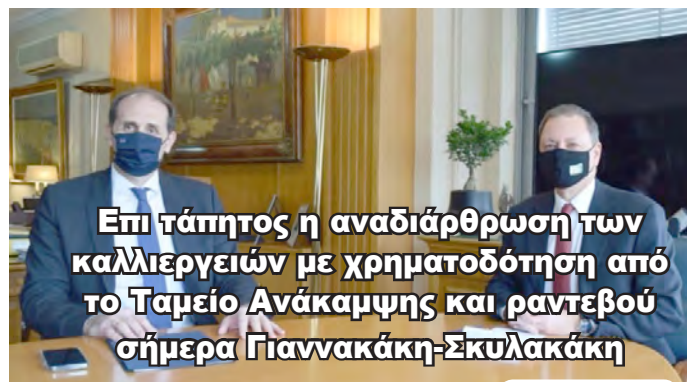 Επι τάπητος η αναδιάρθρωση των
καλλιεργειών με χρηματοδότηση από
το Ταμείο Ανάκαμψης και ραντεβού
σήμερα Γιαννακάκη-Σκυλακάκη